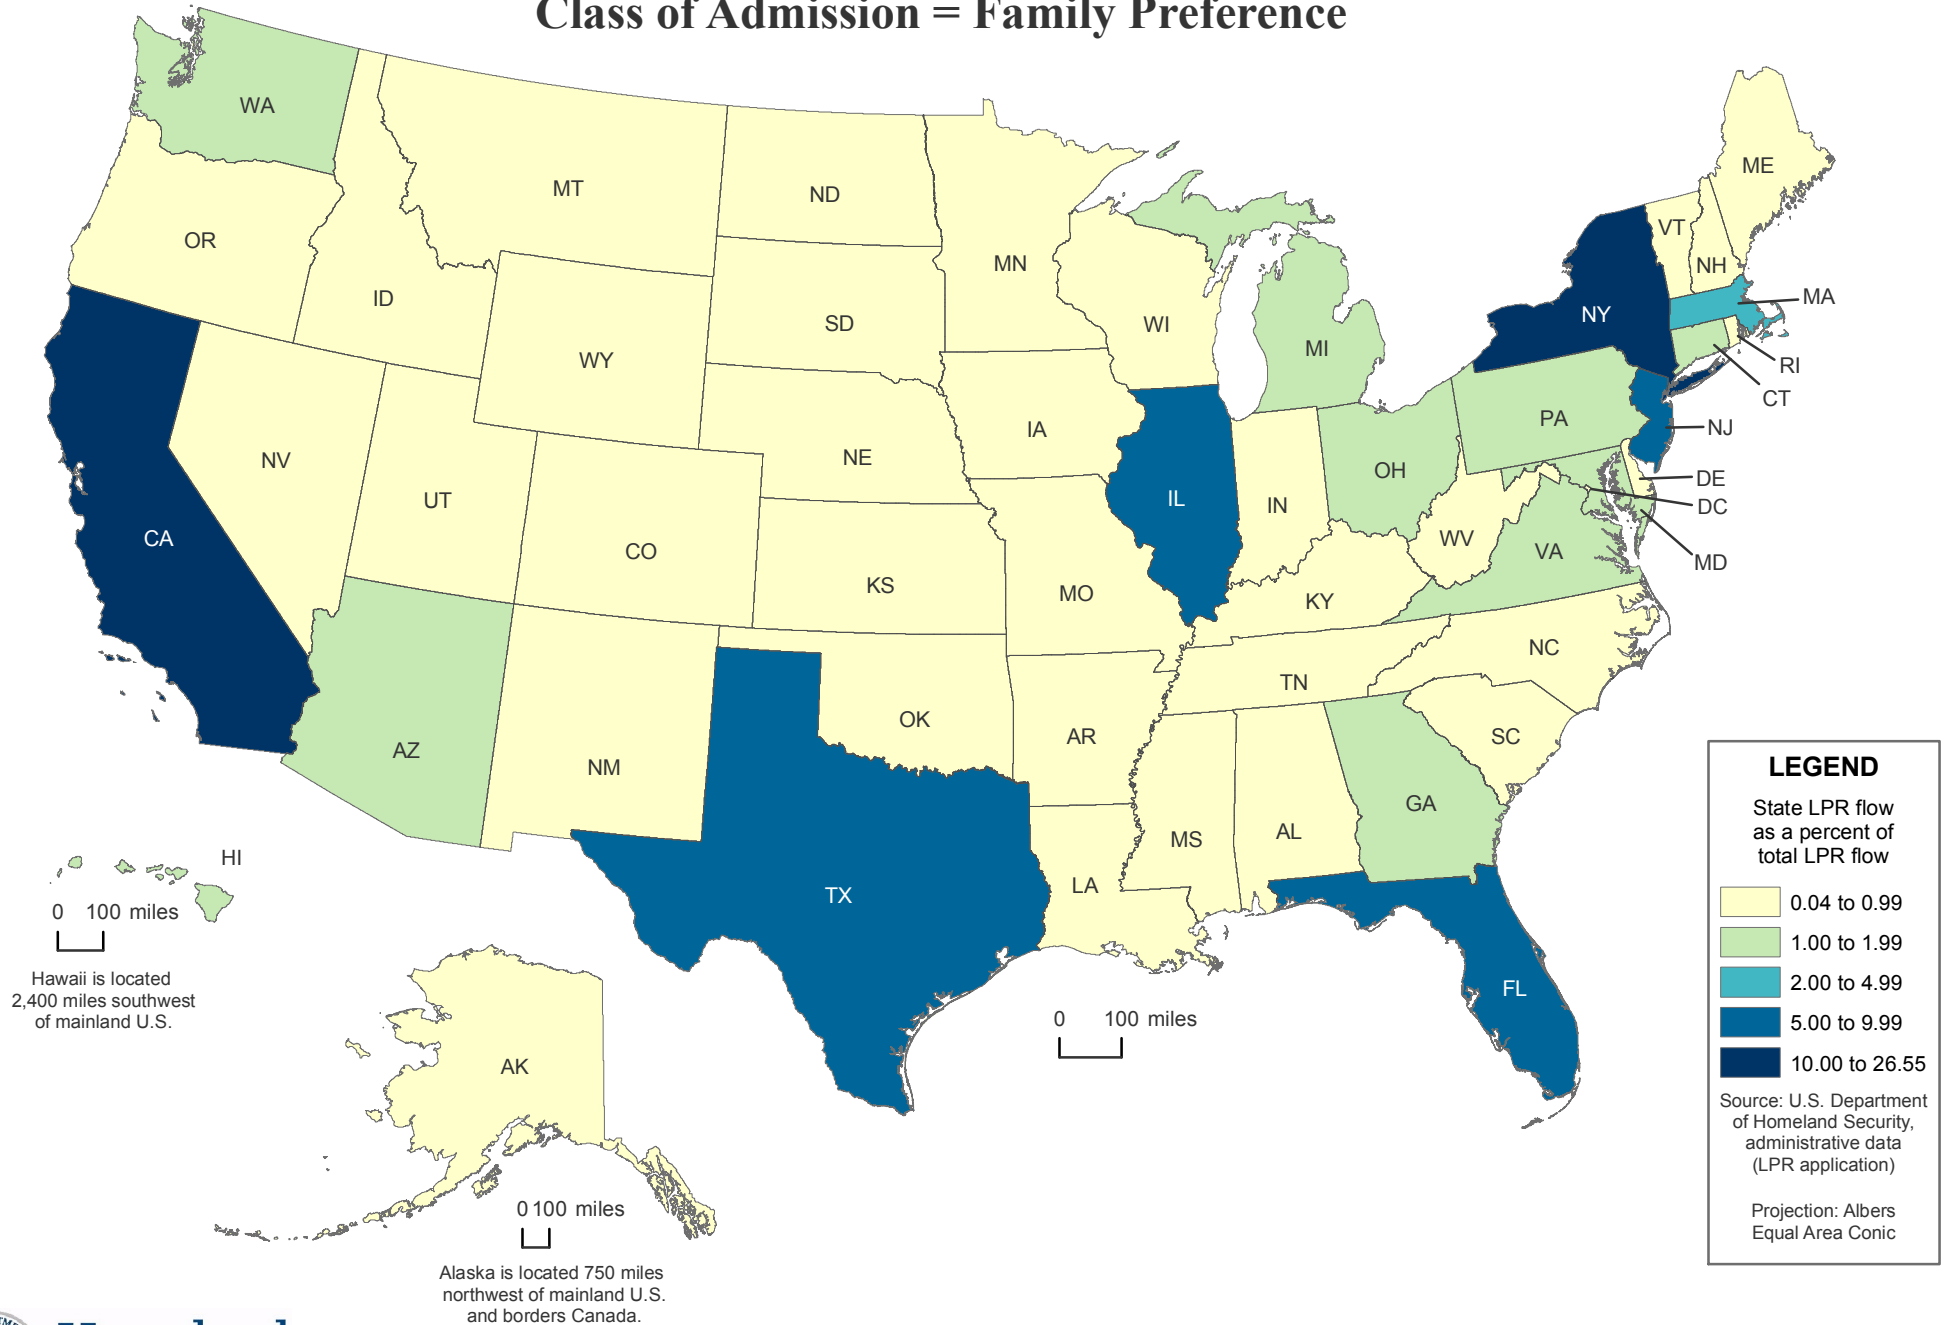 Class of Admission = Family Preference
WA
OR
ID
MT
ND
MN
SD
WY
WI
MI
ME
VT
NH
NY
MA
RI
CT
NJ
PA
DE
DC
MD
NV
UT
CO
NE
IA
IL
IN
OH
WV
VA
CA
KS
MO
KY
NC
TN
AZ
NM
OK
AR
SC
MS
AL
GA
TX
LA
FL
HI
0 100 miles
Hawaii is located
2,400 miles southwest
of mainland U.S.
AK
0 100 miles
Alaska is located 750 miles
northwest of mainland U.S.
and borders Canada.
0 100 miles
LEGEND
State LPR flow
as a percent of
total LPR flow
0.04 to 0.99
1.00 to 1.99
2.00 to 4.99
5.00 to 9.99
10.00 to 26.55
Source: U.S. Department
of Homeland Security,
administrative data
(LPR application)
Projection: Albers
Equal Area Conic